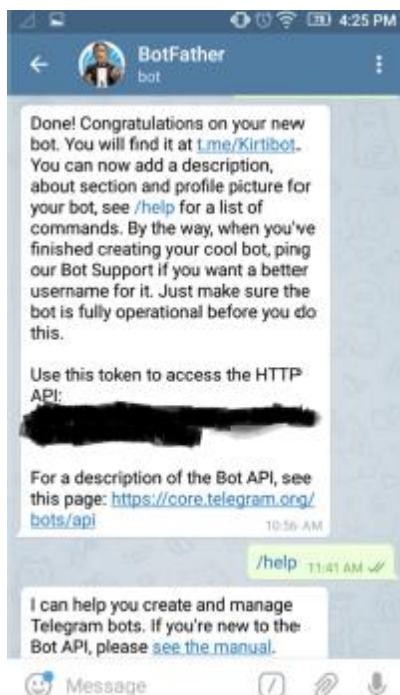 4:25 PM
BotFather
bot
Done! Congratulations on your new
bot. You will find it at t.me/Kirtibot.
You can now add a description,
about section and profile picture for
your bot, see /help for a list of
commands. By the way, when you've
finished creating your cool bot, ping
our Bot Support if you want a better
username for it. Just make sure the
bot is fully operational before you do
this.
Use this token to access the HTTP
API:
For a description of the Bot API, see
this page: https://core.telegram.org/
bots/api
10:56 AM
/help 11:41 AM
I can help you create and manage
Telegram bots. If you're new to the
Bot API, please see the manual.
Message